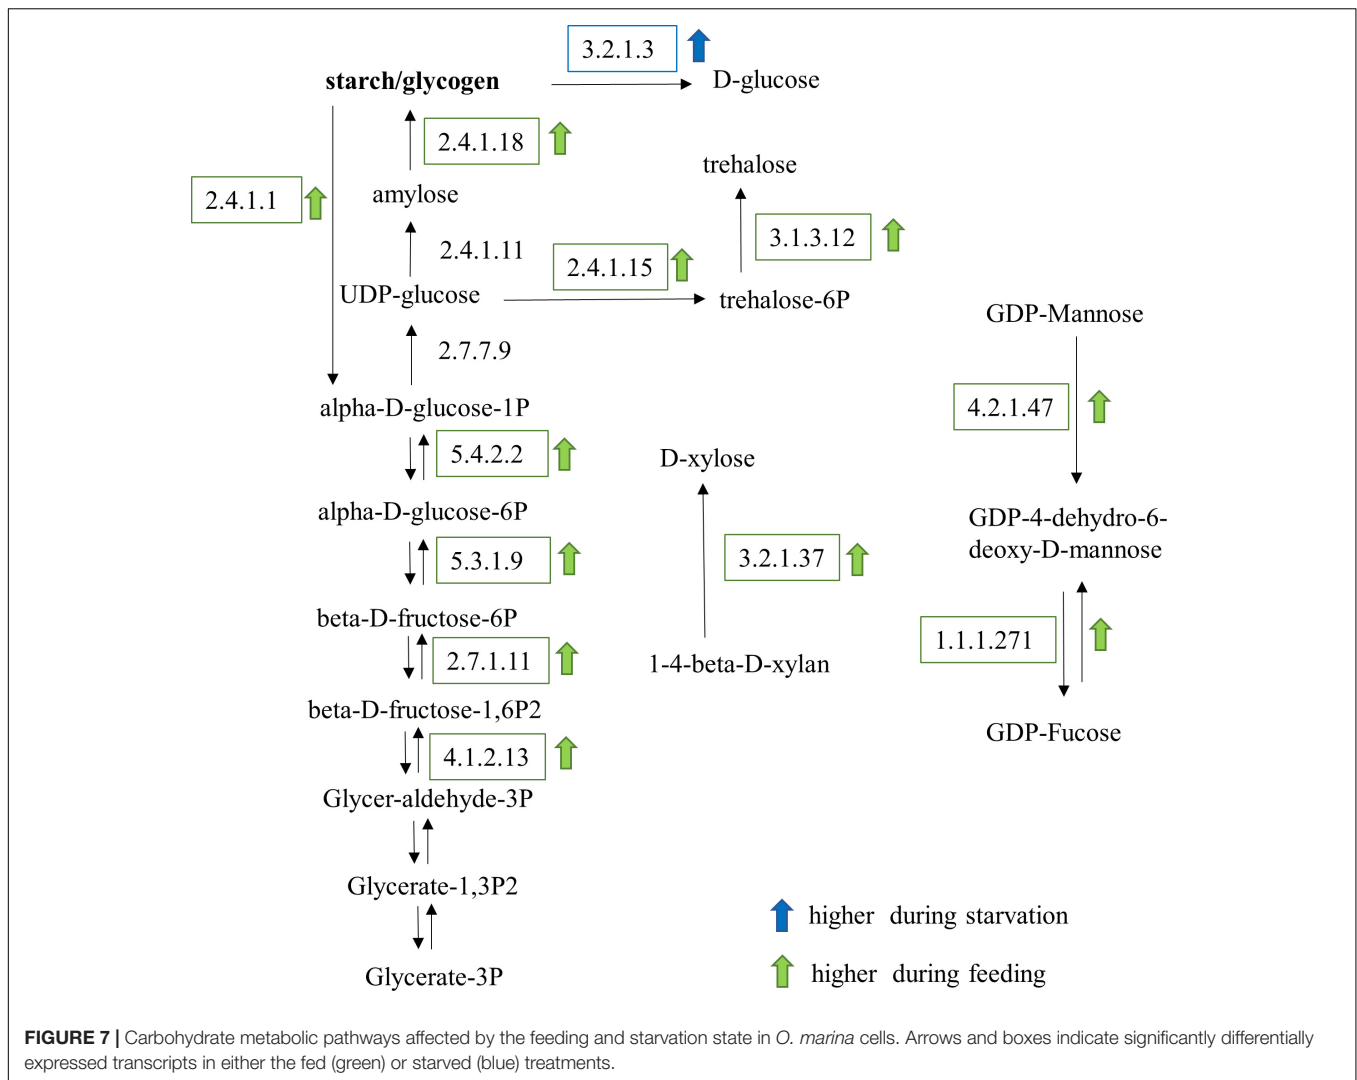 3.2.1.3
starch/glycogen
D-glucose
2.4.1.18
trehalose
2.4.1.1
amylose
3.1.3.12
2.4.1.11
2.4.1.15
UDP-glucose
trehalose-6P
GDP-Mannose
2.7.7.9
alpha-D-glucose-1P
4.2.1.47
5.4.2.2
D-xylose
alpha-D-glucose-6P
GDP-4-dehydro-6-
deoxy-D-mannose
5.3.1.9
3.2.1.37
beta-D-fructose-6P
1.1.1.271
2.7.1.11
1-4-beta-D-xylan
beta-D-fructose-1,6P2
GDP-Fucose
4.1.2.13
Glycer-aldehyde-3P
Glycerate-1,3P2
higher during starvation
Glycerate-3P
higher during feeding
FIGURE 7 | Carbohydrate metabolic pathways affected by the feeding and starvation state in O. marina cells. Arrows and boxes indicate significantly differentially
expressed transcripts in either the fed (green) or starved (blue) treatments.